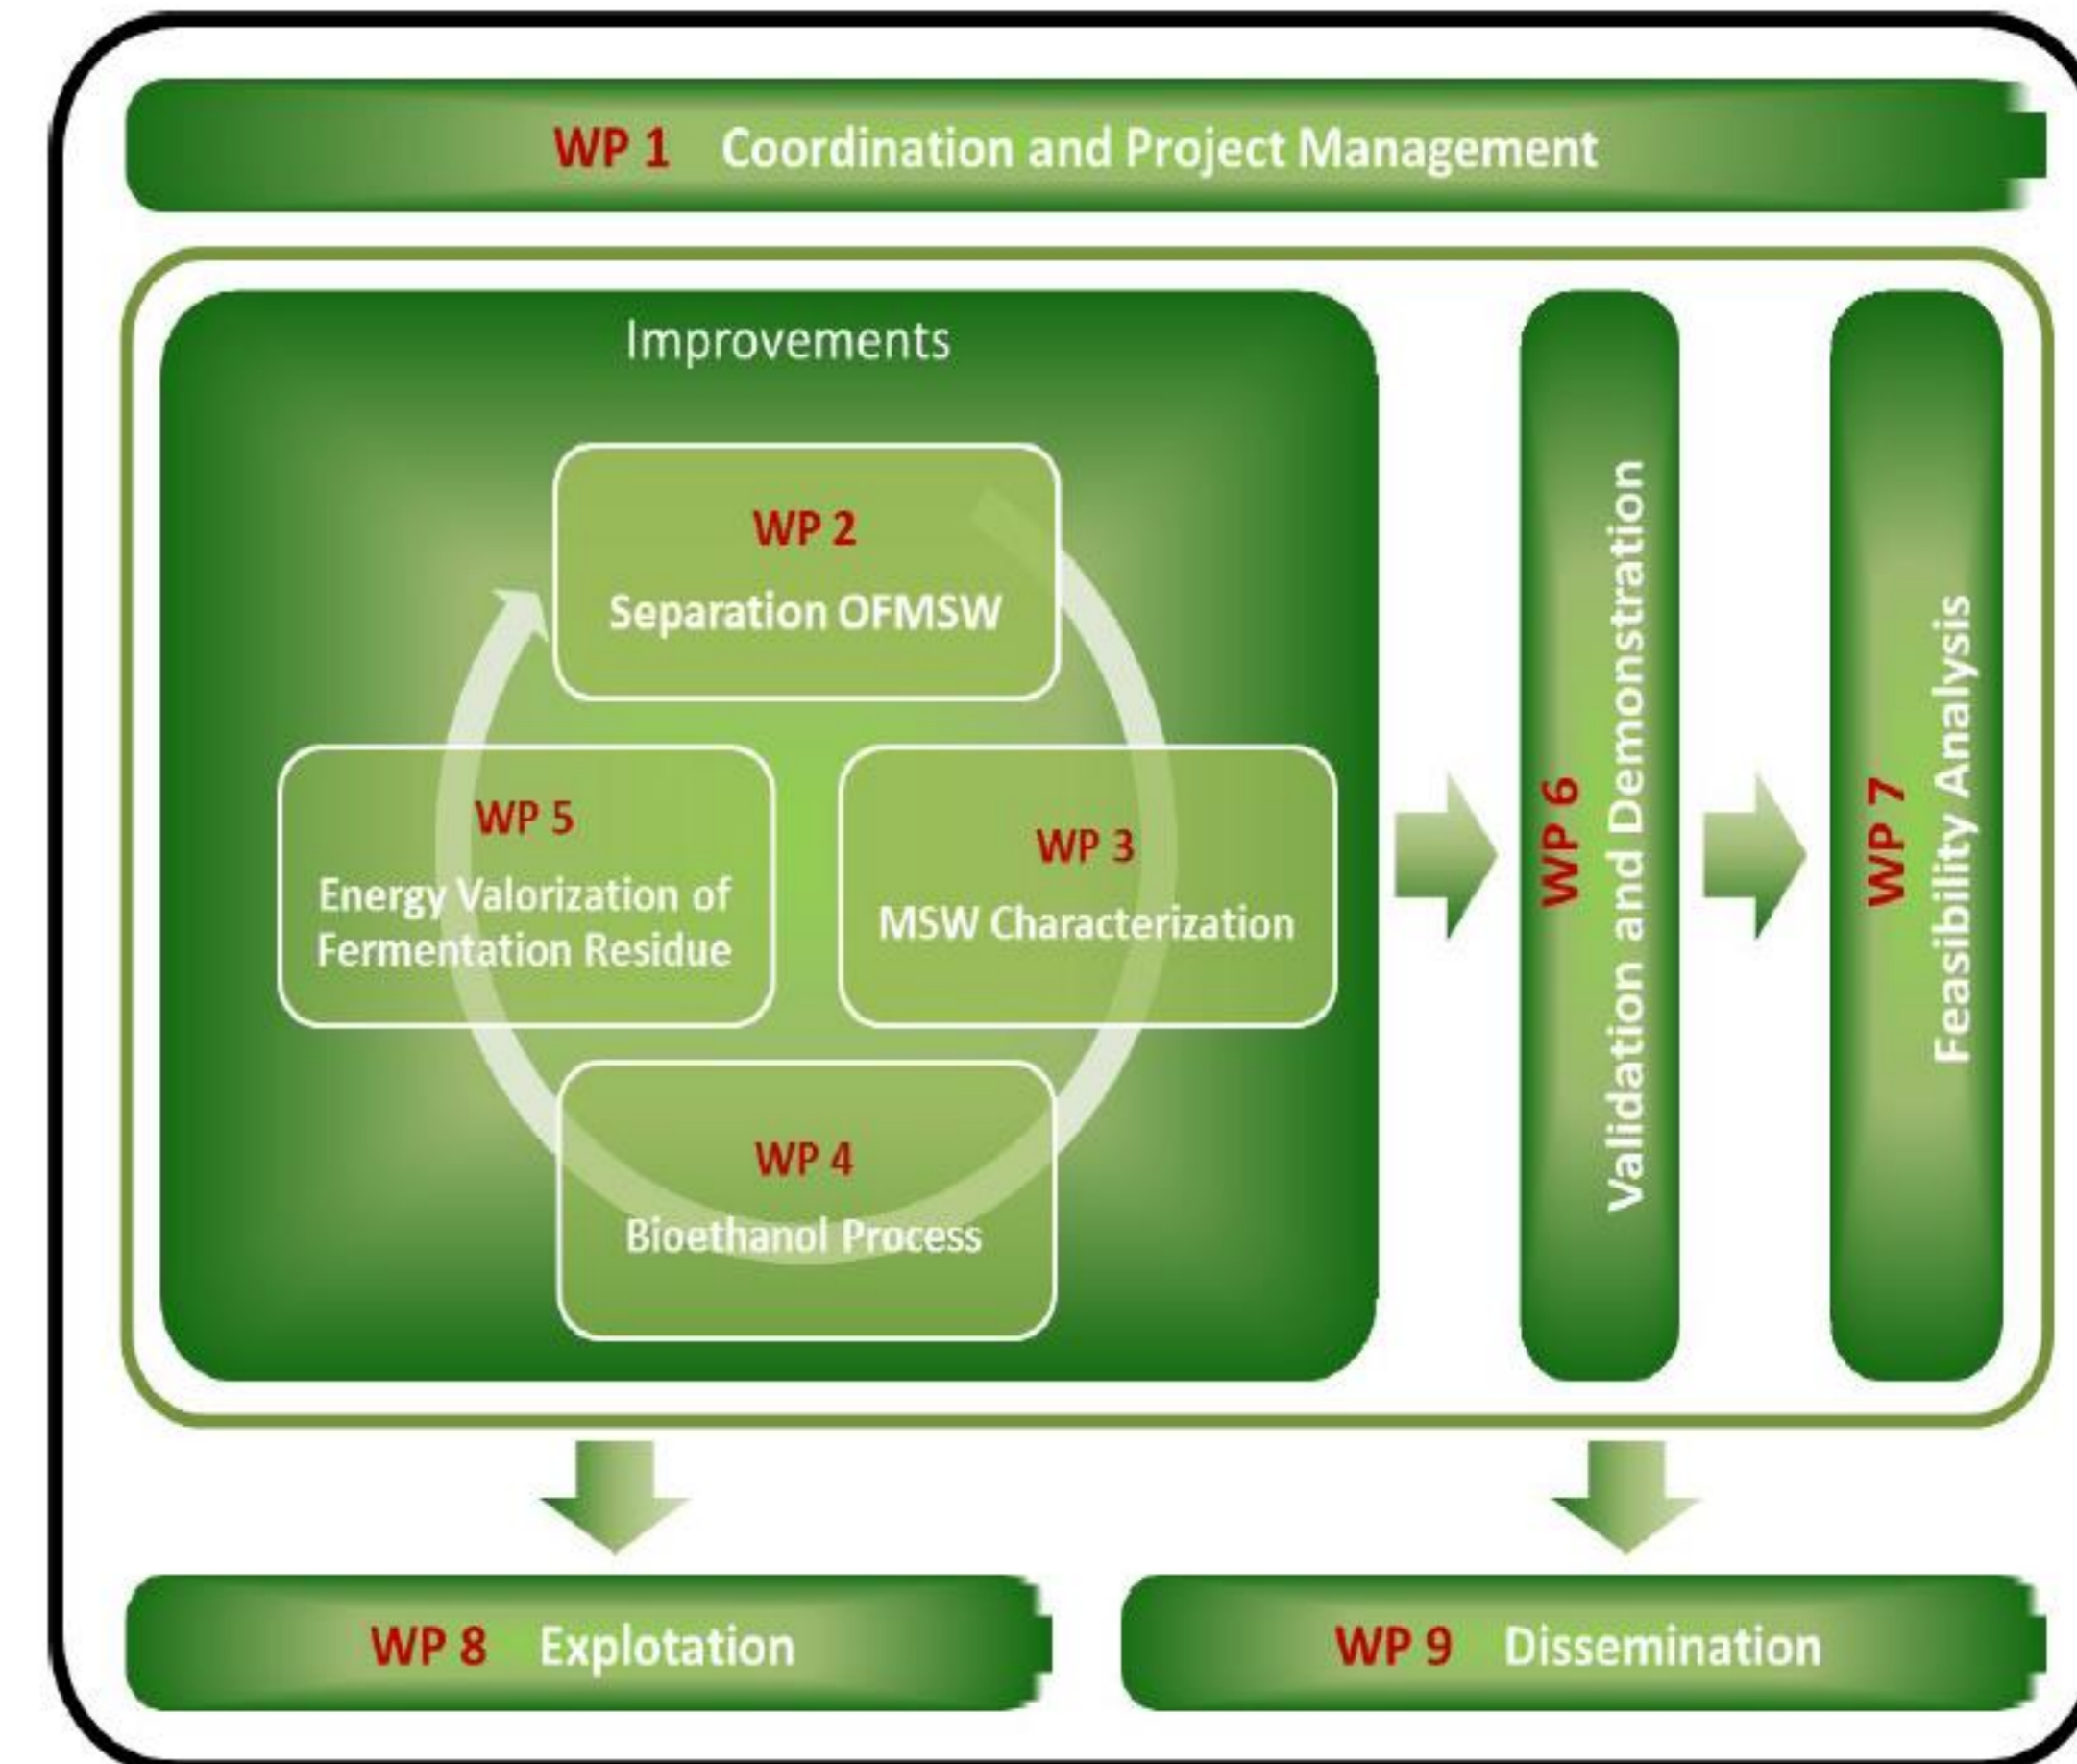 WP 1 Coordination and Project Management
Improvements
WP 2
Separation OFMSW
WP 5
Energy Valorization of
Fermentation Residue
WP 3
MSW Characterization
WP 4
Bioethanol Process
WP 6
Validation and Demonstration
WP 7
Feasibility Analysis
WP 8 Explotation
WP 9 Dissemination